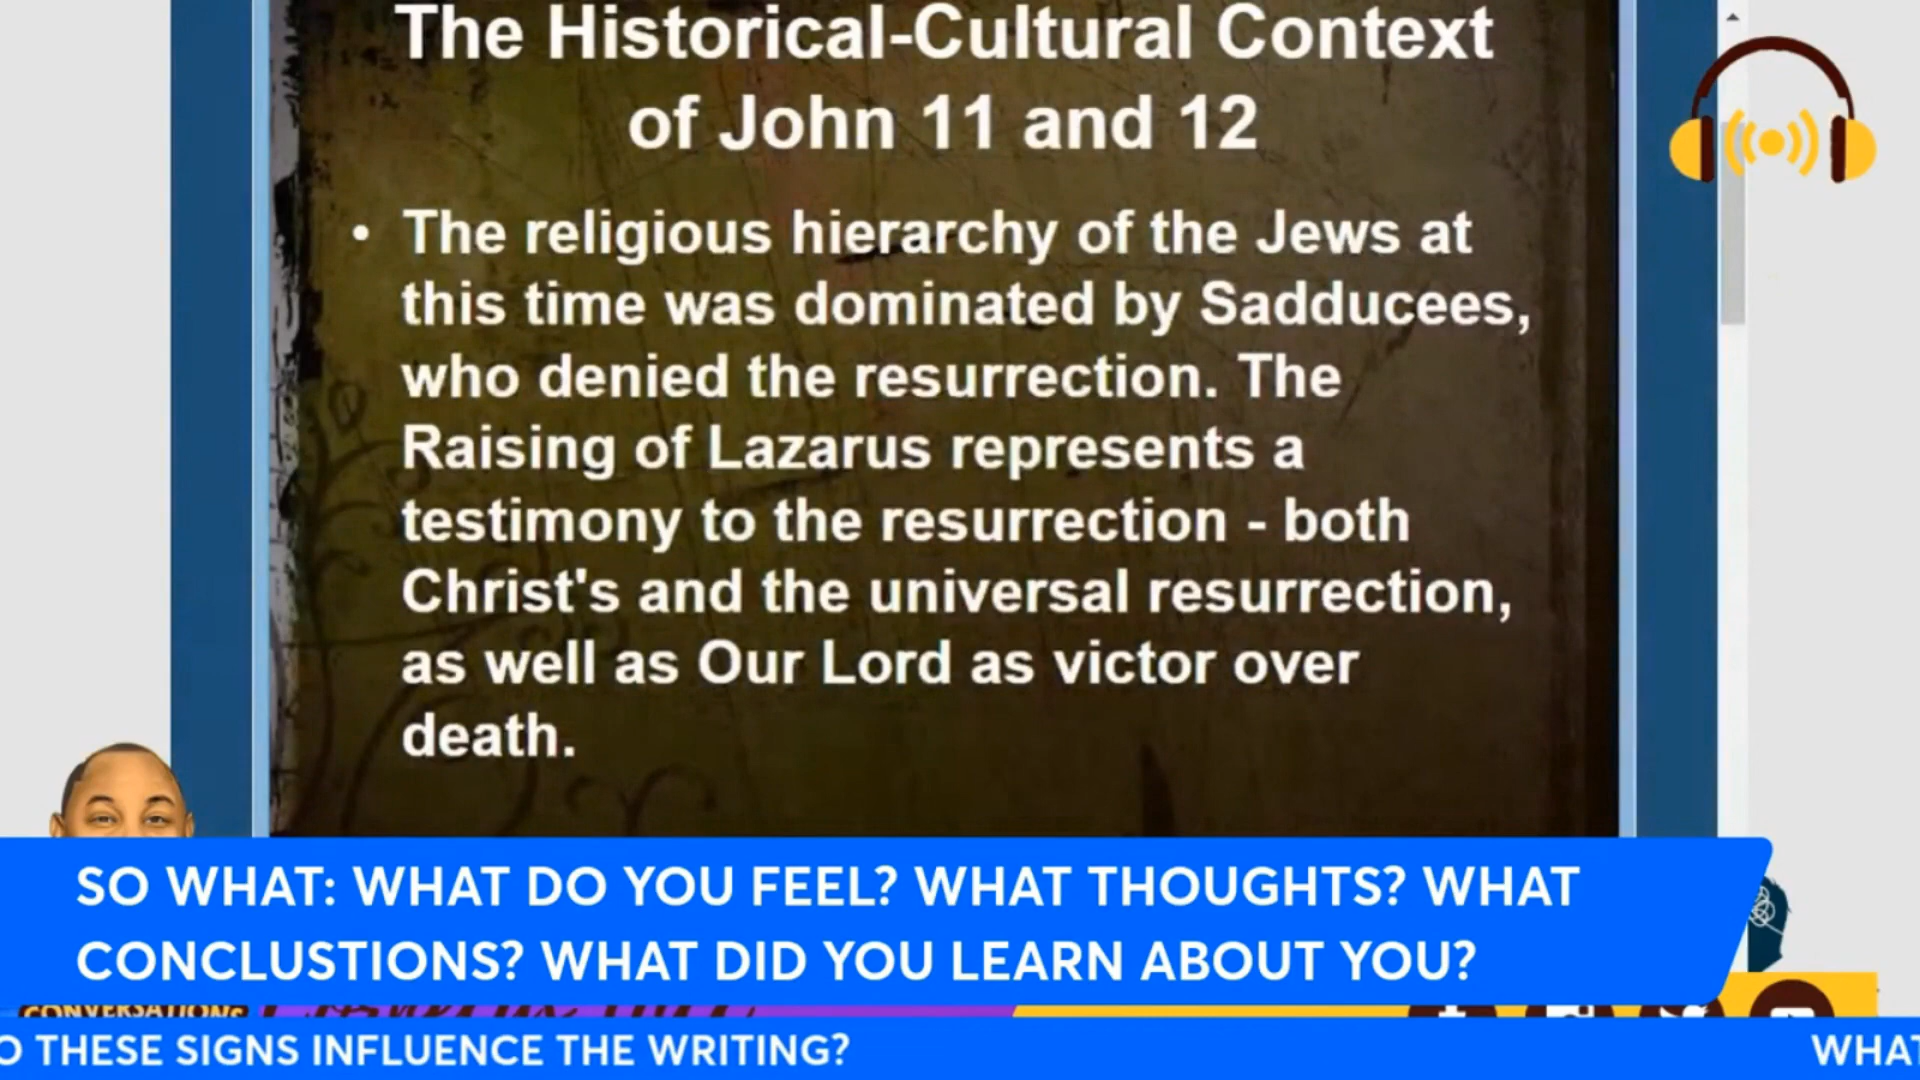 The Historical-Cultural Context
of John 11 and 12
• The religious hierarchy of the Jews at
this time was dominated by Sadducees,
who denied the resurrection. The
Raising of Lazarus represents a
testimony to the resurrection - both
Christ's and the universal resurrection,
as well as Our Lord as victor over
death.
SO WHAT: WHAT DO YOU FEEL? WHAT THOUGHTS? WHAT
CONCLUSTIONS? WHAT DID YOU LEARN ABOUT YOU?
CONVERSATIONS
O THESE SIGNS INFLUENCE THE WRITING? WHAT